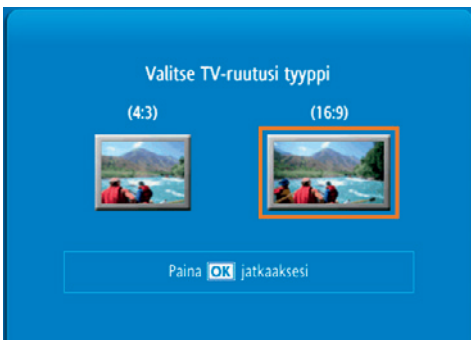 Valitse TV-ruutusi tyyppi
(4:3) (16:9)
Paina OK jatkaaksesi